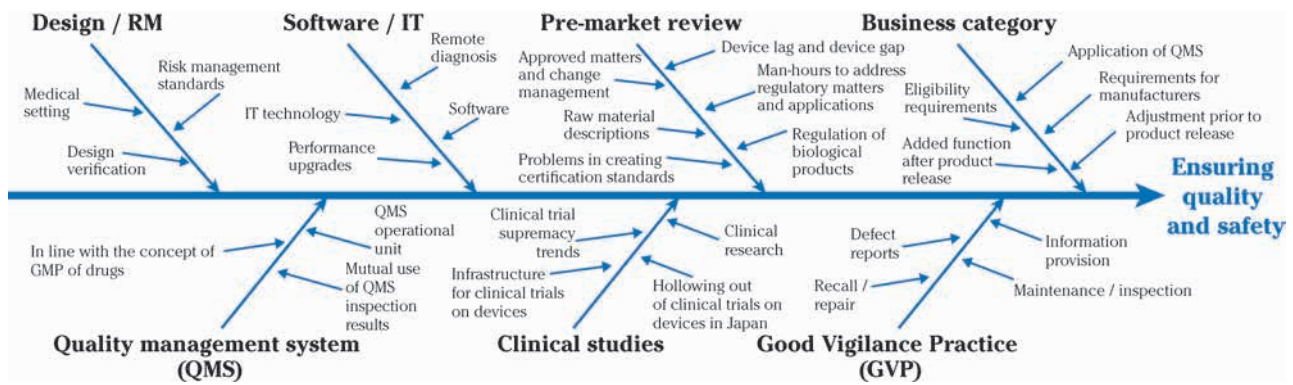 Design / RM
Risk management
standards
Medical
setting
Design
verification
Software / IT
Remote
diagnosis
IT technology
Software
Performance
upgrades
Pre-market review
Device lag and device gap
Approved matters
and change
management
Man-hours to address
regulatory matters
and applications
Raw material
descriptions
Regulation of
biological
products
Problems in creating
certification standards
Business category
Application of QMS
Eligibility
requirements
Requirements for
manufacturers
Adjustment prior to
product release
Added function
after product
release
Ensuring
quality
and safety
QMS
operational
unit
In line with the concept of
GMP of drugs
Mutual use
of QMS
inspection
results
Quality management system
(QMS)
Clinical trial
supremacy
trends
Clinical
research
Infrastructure
for clinical trials
on devices
Hollowing out
of clinical trials on
devices in Japan
Clinical studies
Defect
reports
Information
provision
Recall /
repair
Maintenance / inspection
Good Vigilance Practice
(GVP)